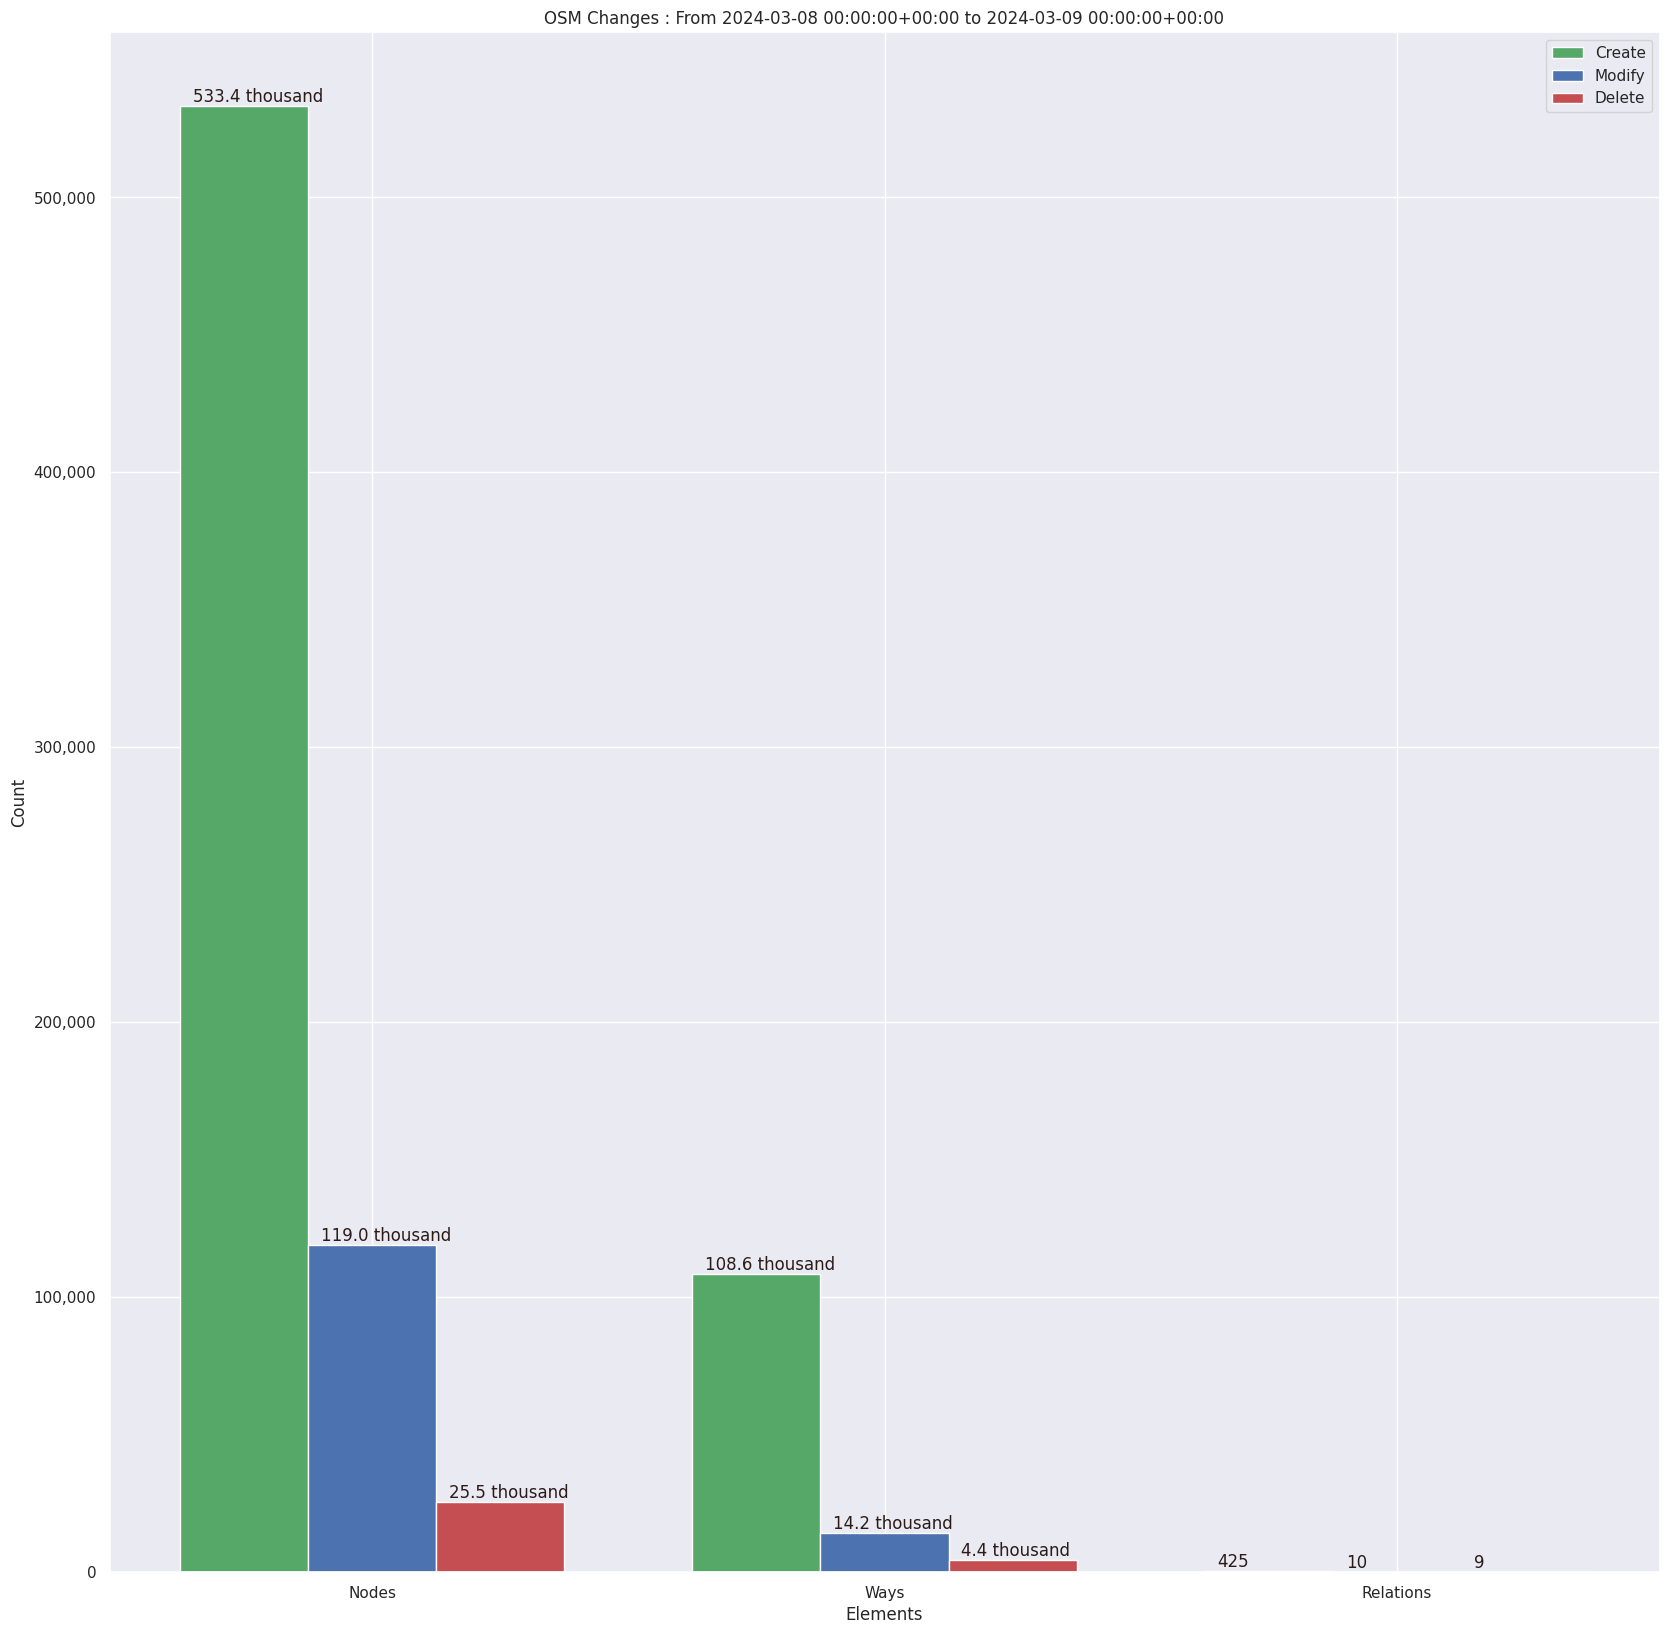 OSM Changes : From 2024-03-08 00:00:00+00:00 to 2024-03-09 00:00:00+00:00
Create
Modify
Delete
533.4 thousand
500,000
400,000
300,000
Count
200,000
119.0 thousand
108.6 thousand
100,000
25.5 thousand
14.2 thousand
4.4 thousand
425
10
9
0
Nodes
Ways
Relations
Elements